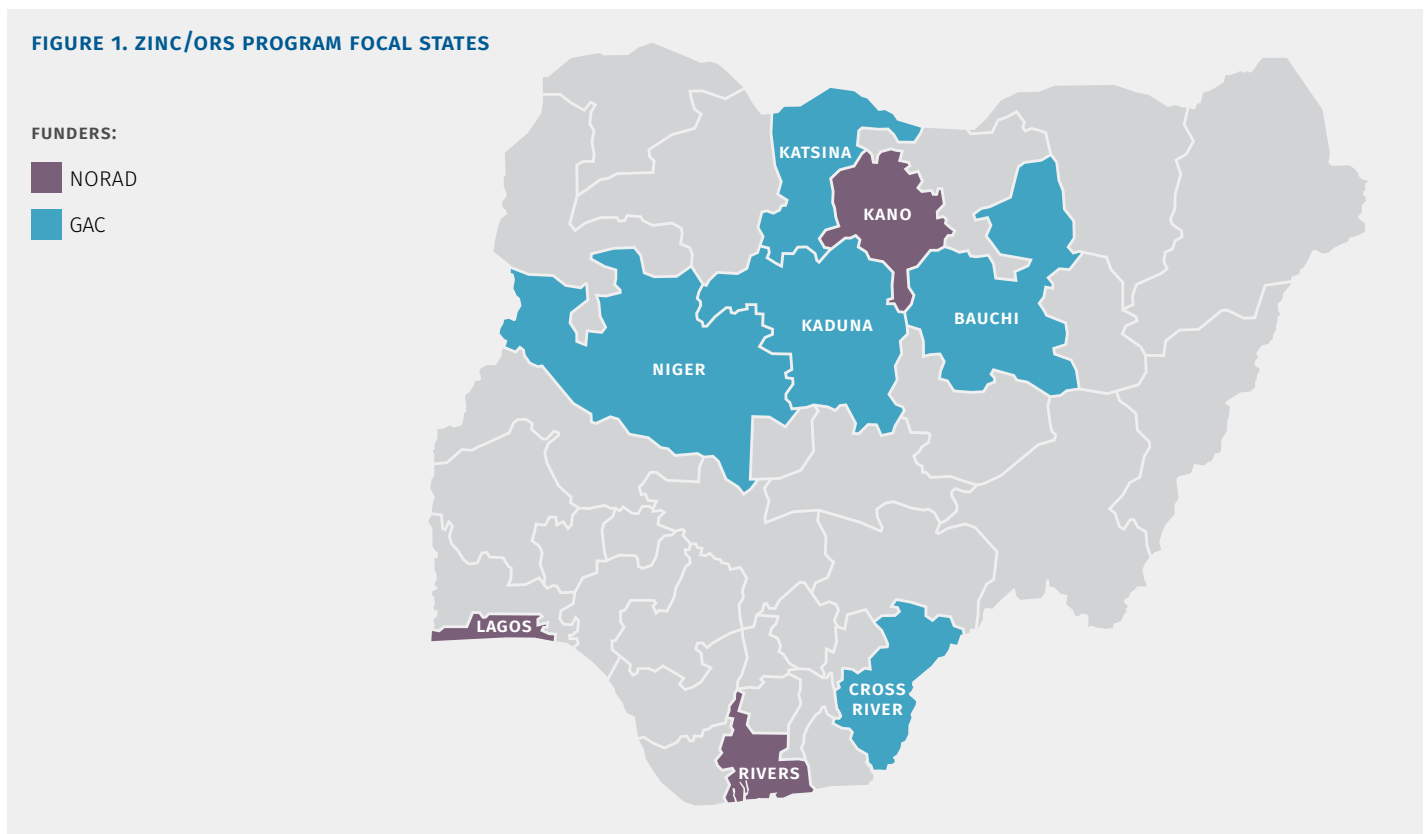 FIGURE 1. ZINC/ORS PROGRAM FOCAL STATES
FUNDERS:
NORAD
GAC
KATSINA
KANO
KADUNA
BAUCHI
NIGER
LAGOS
CROSS
RIVER
RIVERS